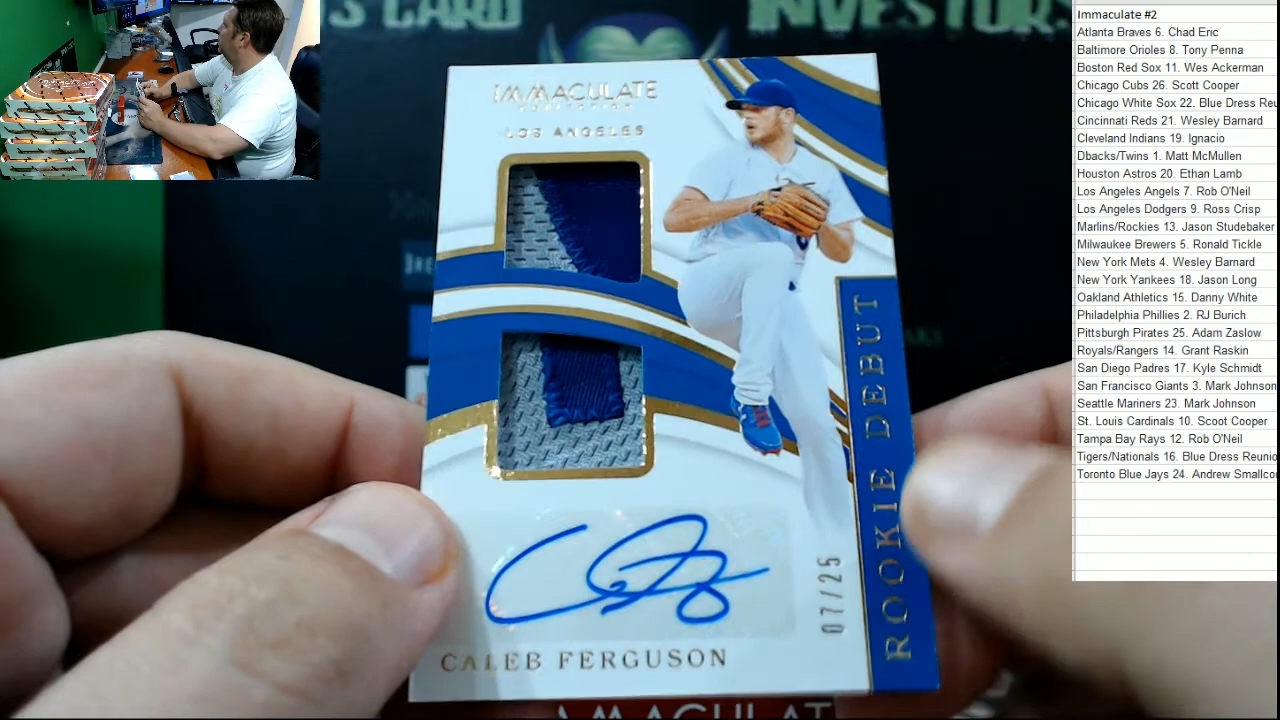 S CARD INVESTORS
IMMACULATE
COLLECTION
LOS ANGELES
ROOKIE DEBUT
07/25
CALEB FERGUSON
IMMACULAT
Immaculate #2
Atlanta Braves 6. Chad Eric
Baltimore Orioles 8. Tony Penna
Boston Red Sox 11. Wes Ackerman
Chicago Cubs 26. Scott Cooper
Chicago White Sox 22. Blue Dress Reu
Cincinnati Reds 21. Wesley Barnard
Cleveland Indians 19. Ignacio
Dbacks/Twins 1. Matt McMullen
Houston Astros 20. Ethan Lamb
Los Angeles Angels 7. Rob O'Neil
Los Angeles Dodgers 9. Ross Crisp
Marlins/Rockies 13. Jason Studebaker
Milwaukee Brewers 5. Ronald Tickle
New York Mets 4. Wesley Barnard
New York Yankees 18. Jason Long
Oakland Athletics 15. Danny White
Philadelphia Phillies 2. RJ Burich
Pittsburgh Pirates 25. Adam Zaslow
Royals/Rangers 14. Grant Raskin
San Diego Padres 17. Kyle Schmidt
San Francisco Giants 3. Mark Johnson
Seattle Mariners 23. Mark Johnson
St. Louis Cardinals 10. Scoot Cooper
Tampa Bay Rays 12. Rob O'Neil
Tigers/Nationals 16. Blue Dress Reunio
Toronto Blue Jays 24. Andrew Smallco